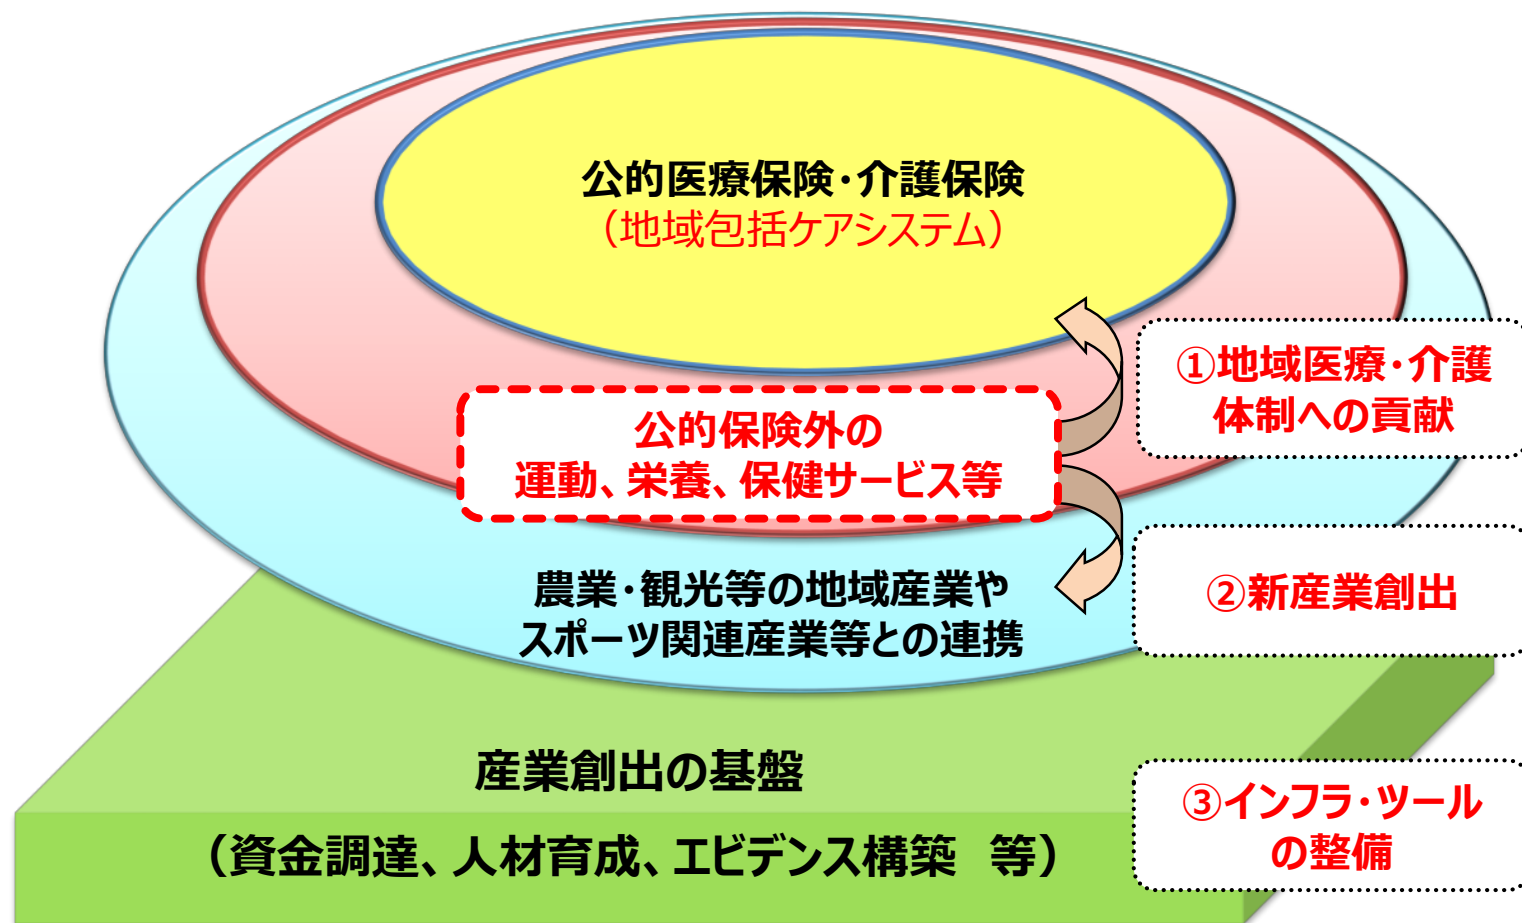 公的医療保険・介護保険
（地域包括ケアシステム）
①地域医療・介護
体制への貢献
公的保険外の
運動、栄養、保健サービス等
農業・観光等の地域産業や
スポーツ関連産業等との連携
②新産業創出
産業創出の基盤
（資金調達、人材育成、エビデンス構築　等）
③インフラ・ツール
の整備